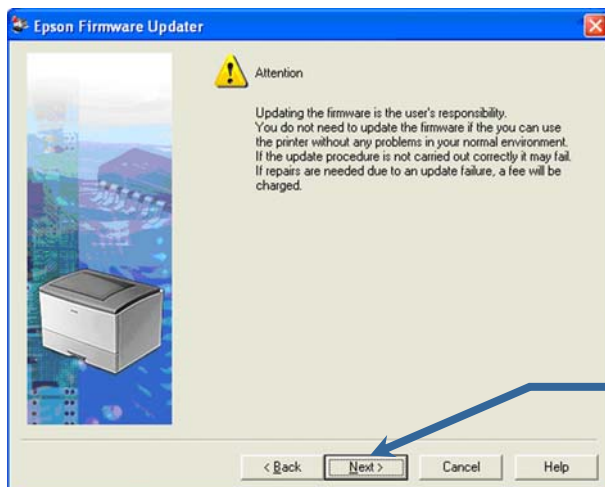 Epson Firmware Updater
Attention
Updating the firmware is the user's responsibility.
You do not need to update the firmware if the you can use
the printer without any problems in your normal environment.
If the update procedure is not carried out correctly it may fail.
If repairs are needed due to an update failure, a fee will be
charged.
< Back
Next >
Cancel
Help